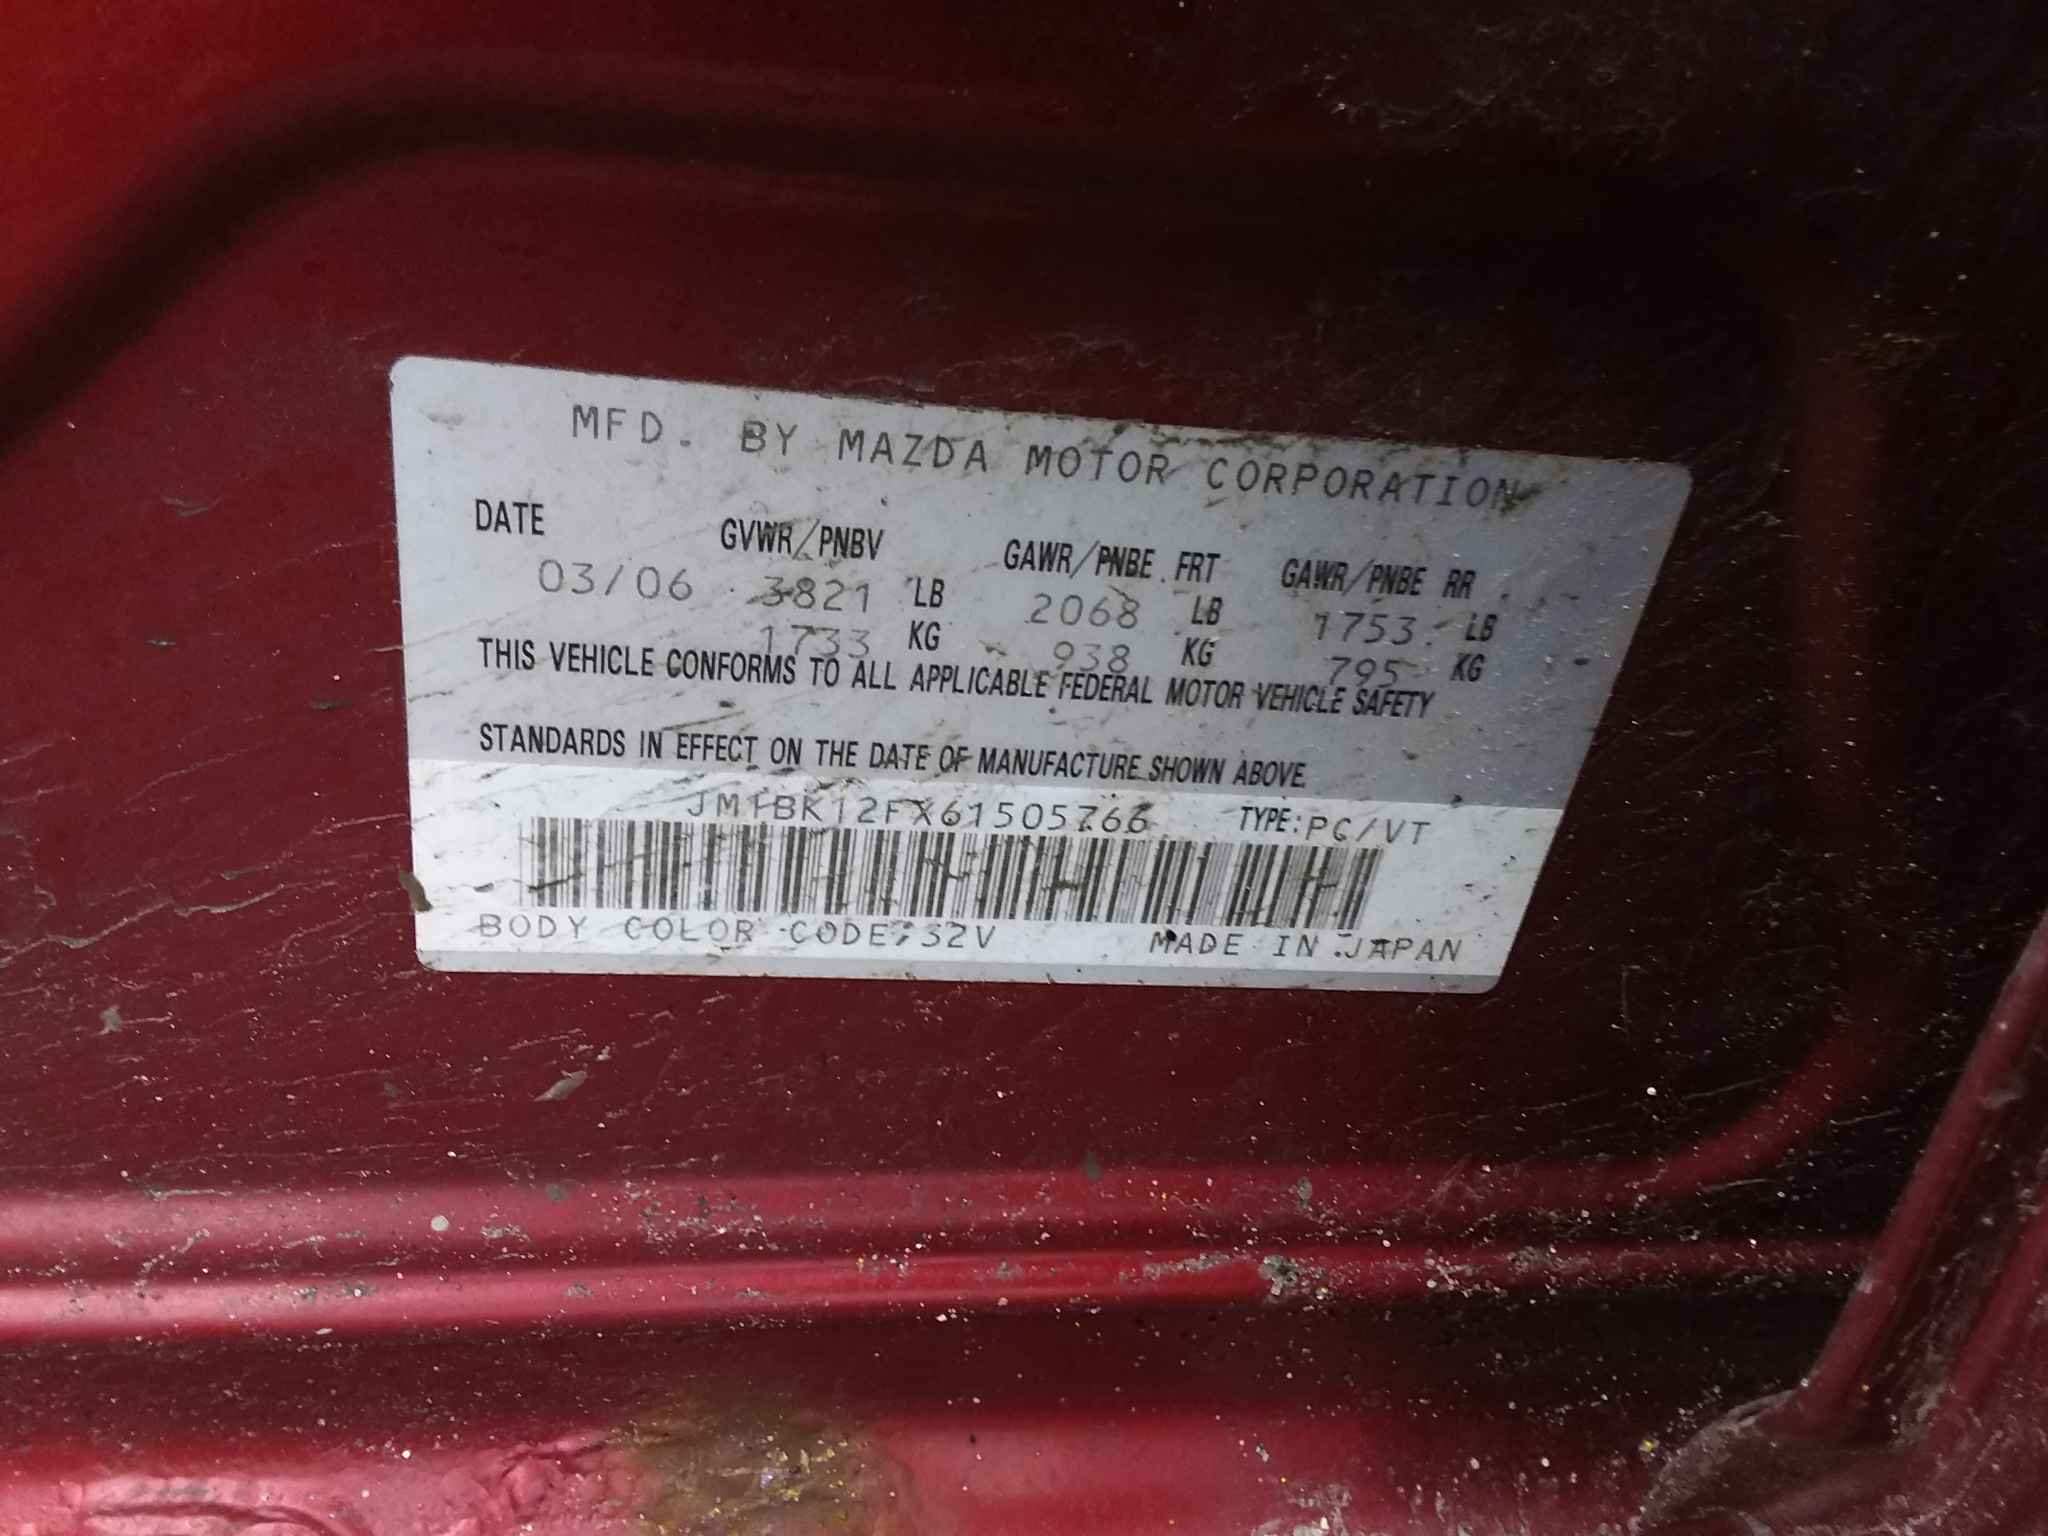 MFD. BY MAZDA MOTOR CORPORATION
DATE GVWR/PNBV GAWR/PNBE FRT GAWR/PNBE RR
03/06 3821 LB 2068 LB 1753 LB
1733 KG 938 KG 795 KG
THIS VEHICLE CONFORMS TO ALL APPLICABLE FEDERAL MOTOR VEHICLE SAFETY
STANDARDS IN EFFECT ON THE DATE OF MANUFACTURE SHOWN ABOVE.
JM1BK12FX61505766 TYPE:PC/VT
BODY COLOR CODE:32V MADE IN JAPAN